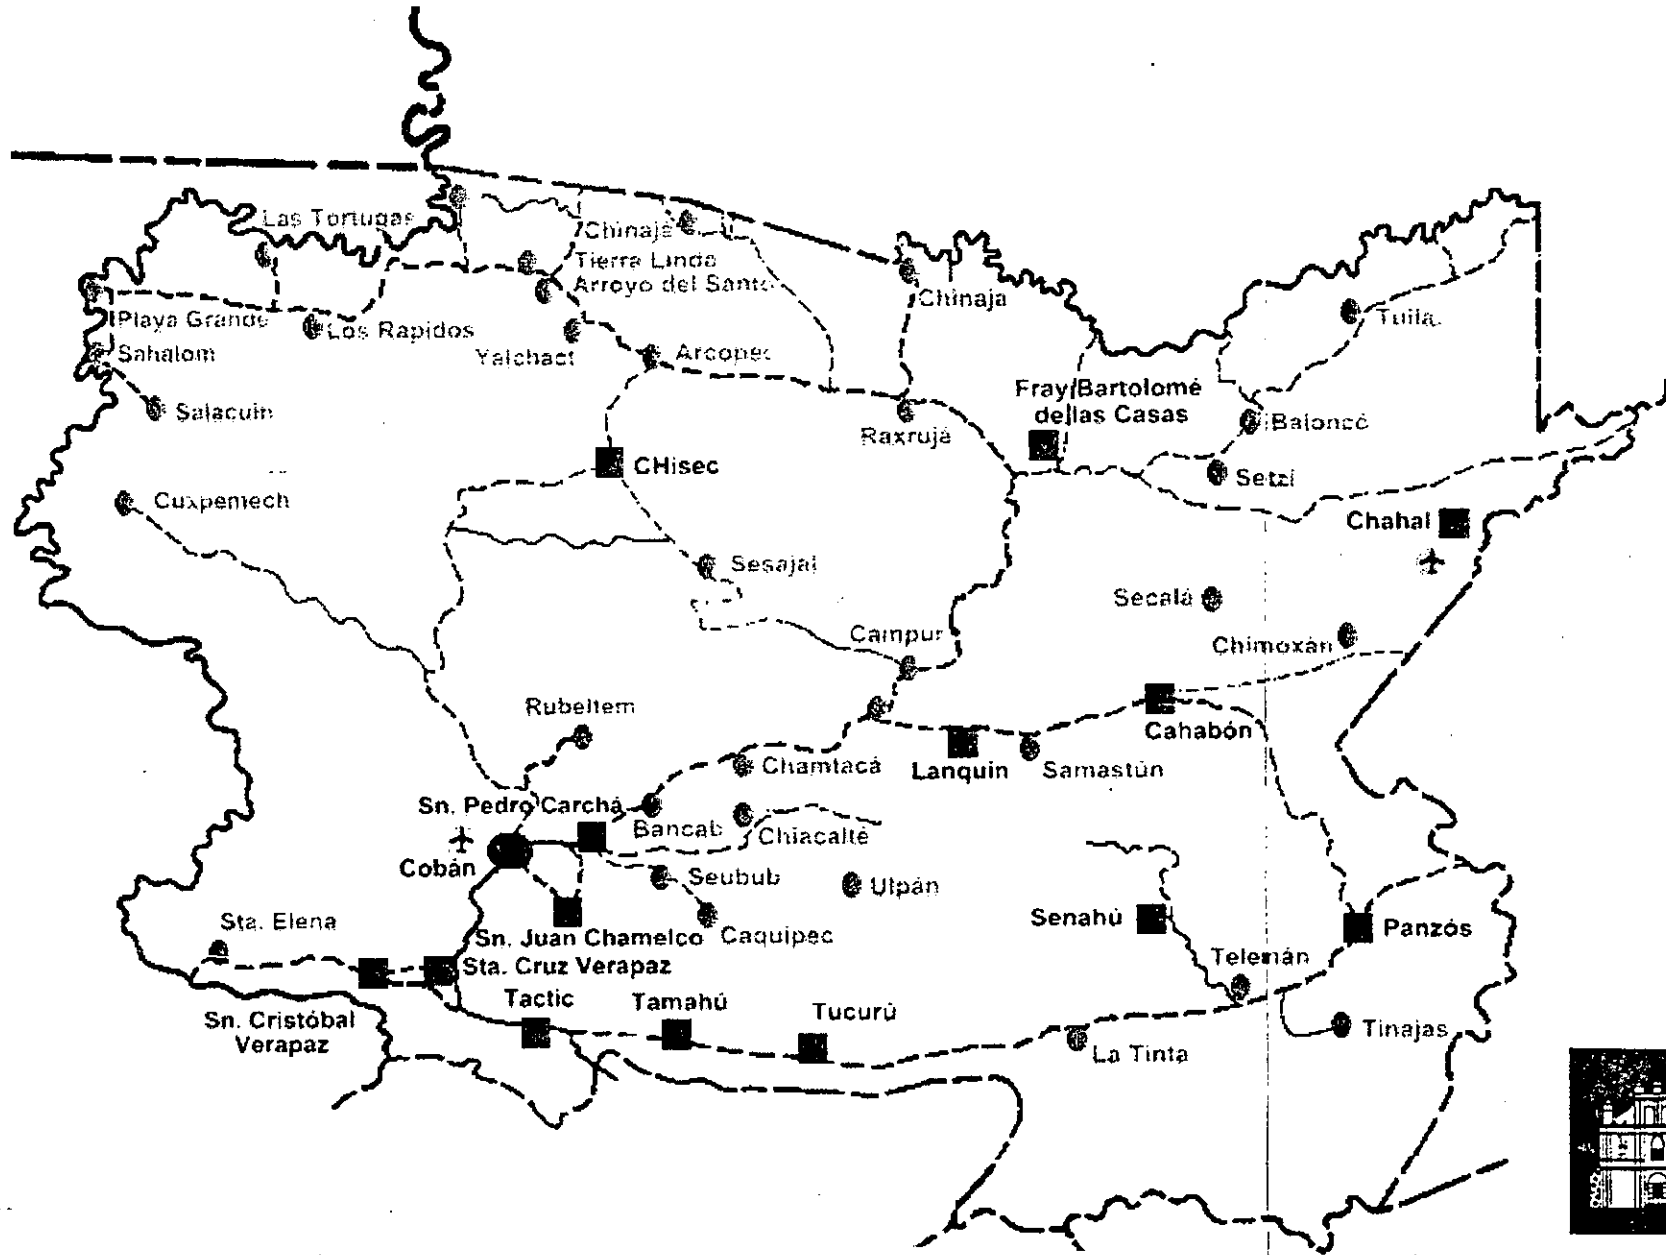 Las Tortugas
Chinajá
Tierra Linda
Arroyo del Santo
Chinaja
Playa Grande
Los Rapidos
Tuila
Sahalom
Yalchact
Arcopec
Salacuin
Raxrujá
Fray Bartolomé
de las Casas
Baloncó
CHisec
Setzi
Cuxpemech
Chahal
Sesajal
Secalá
Campur
Chimoxán
Rubeltem
Cahabón
Chamtacá
Lanquin
Samastún
Sn. Pedro Carchá
Bancab
Chiacalté
Cobán
Seubub
Ulpán
Sta. Elena
Sn. Juan Chamelco
Caquipec
Senahú
Panzós
Sta. Cruz Verapaz
Telemán
Tactic
Tamahú
Tucurú
Sn. Cristóbal
Verapaz
La Tinta
Tinajas